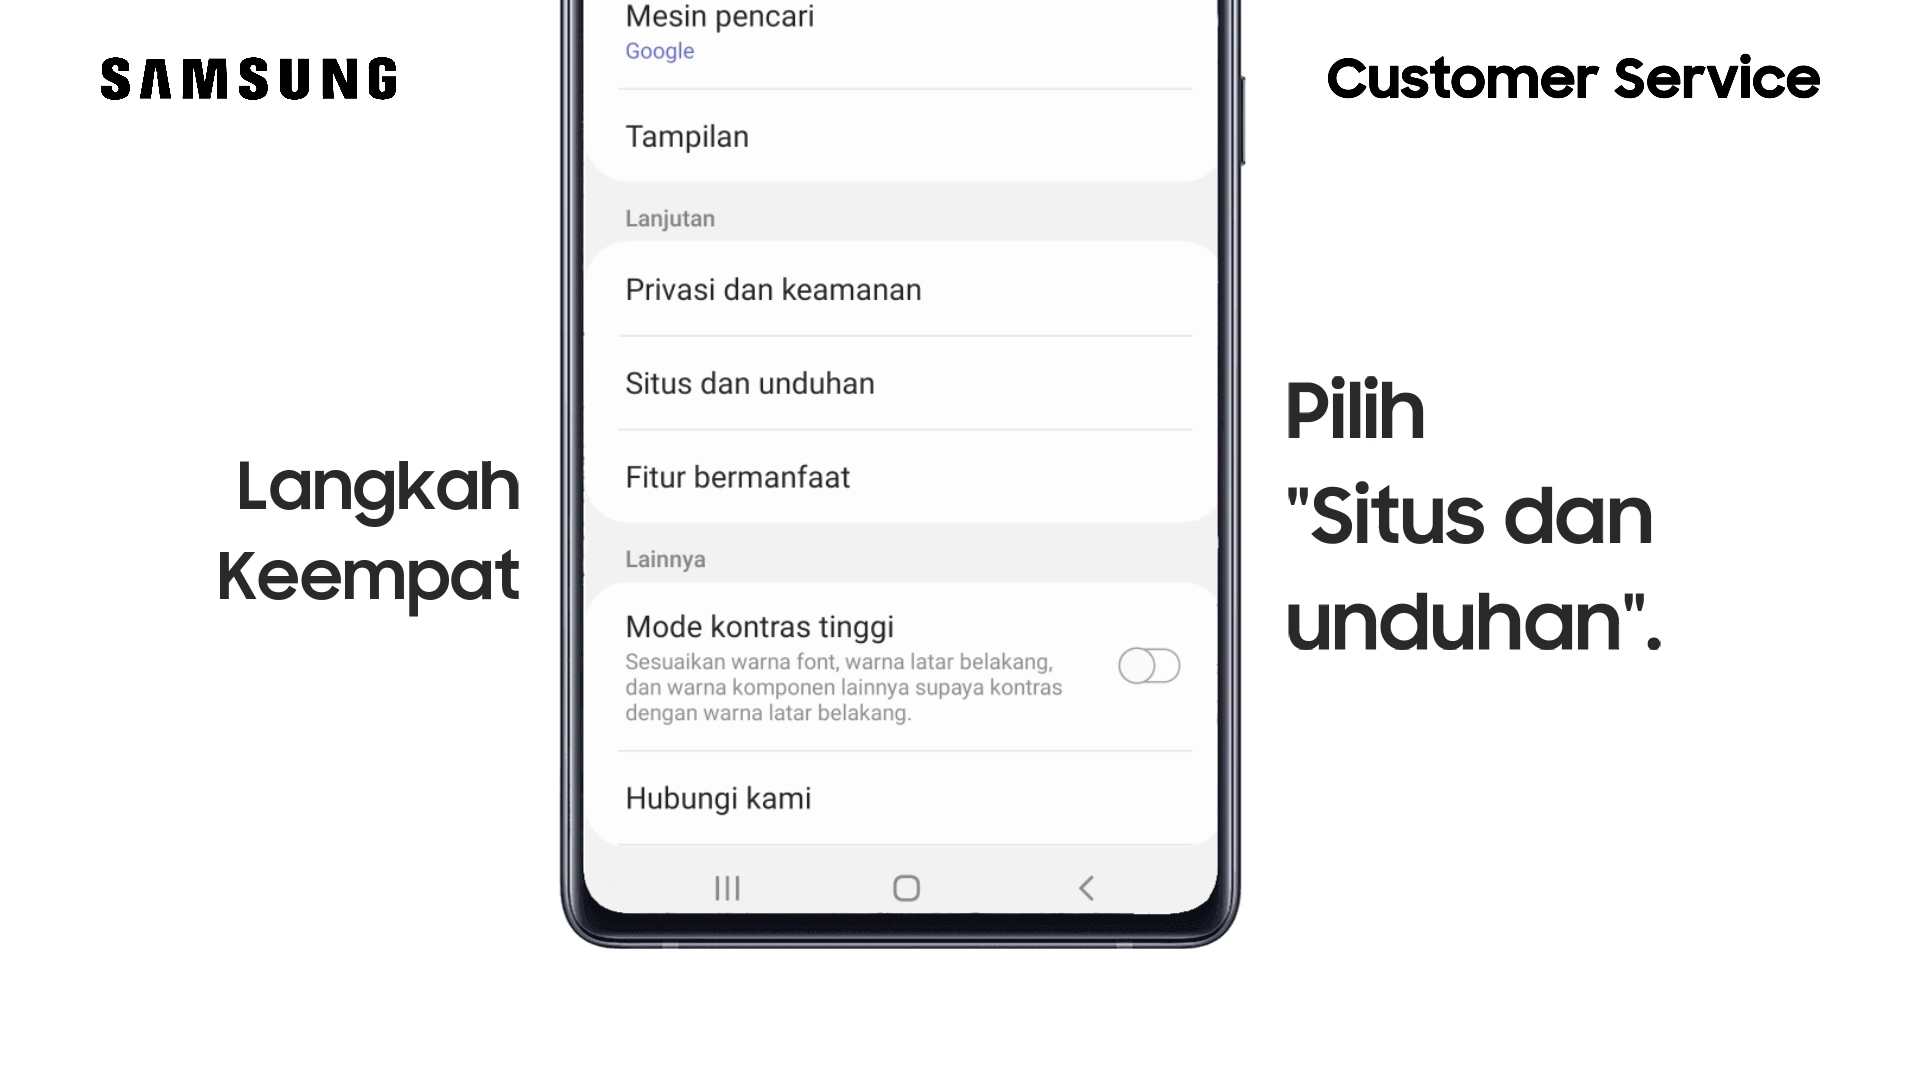 SAMSUNG
Customer Service
Langkah
Keempat
Mesin pencari
Google
Tampilan
Lanjutan
Privasi dan keamanan
Situs dan unduhan
Fitur bermanfaat
Lainnya
Mode kontras tinggi
Sesuaikan warna font, warna latar belakang,
dan warna komponen lainnya supaya kontras
dengan warna latar belakang.
Hubungi kami
Pilih
"Situs dan
unduhan".